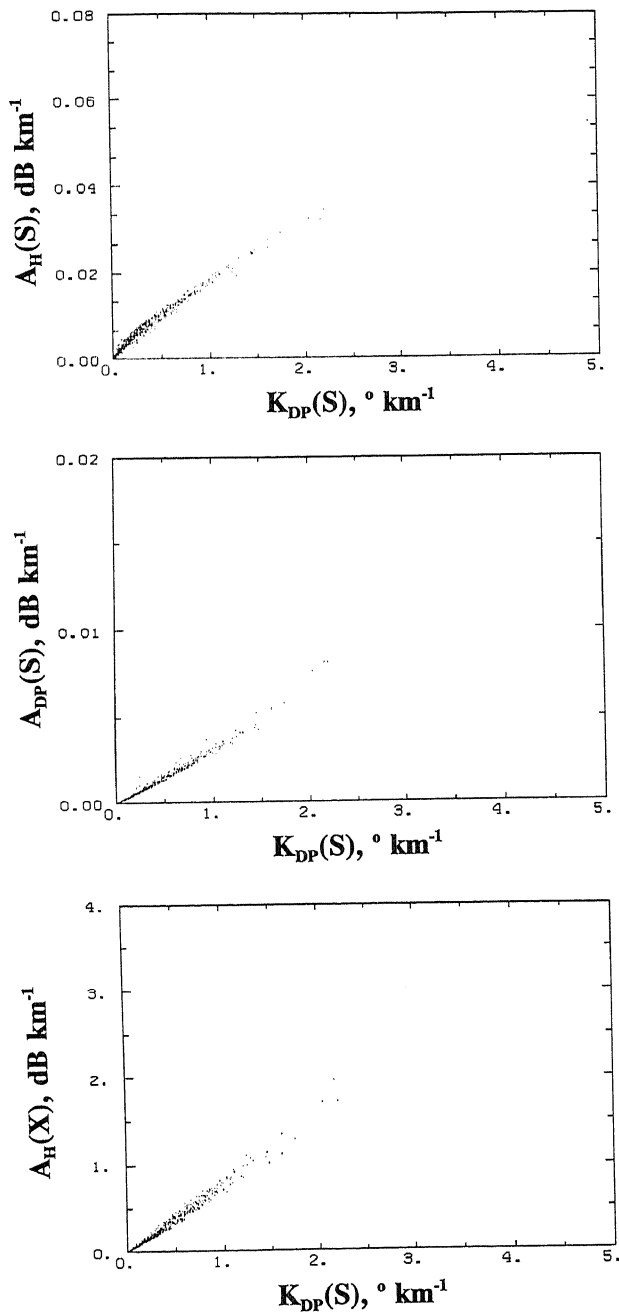 0.08
0.06
0.04
0.02
0.00
A_H(S), dB km⁻¹
0. 1. 2. 3. 4. 5.
K_DP(S), ° km⁻¹
0.02
0.01
0.00
A_DP(S), dB km⁻¹
0. 1. 2. 3. 4. 5.
K_DP(S), ° km⁻¹
4.
3.
2.
1.
0.
A_H(X), dB km⁻¹
0. 1. 2. 3. 4. 5.
K_DP(S), ° km⁻¹